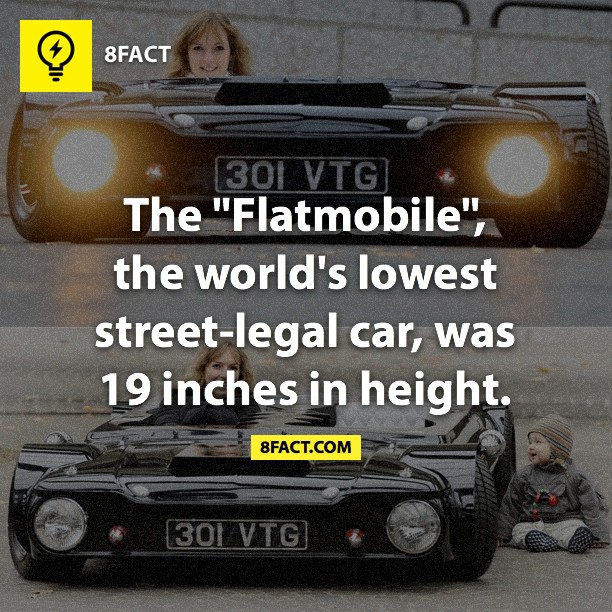 8FACT
301 VTG
The "Flatmobile",
the world's lowest
street-legal car, was
19 inches in height.
8FACT.COM
301 VTG